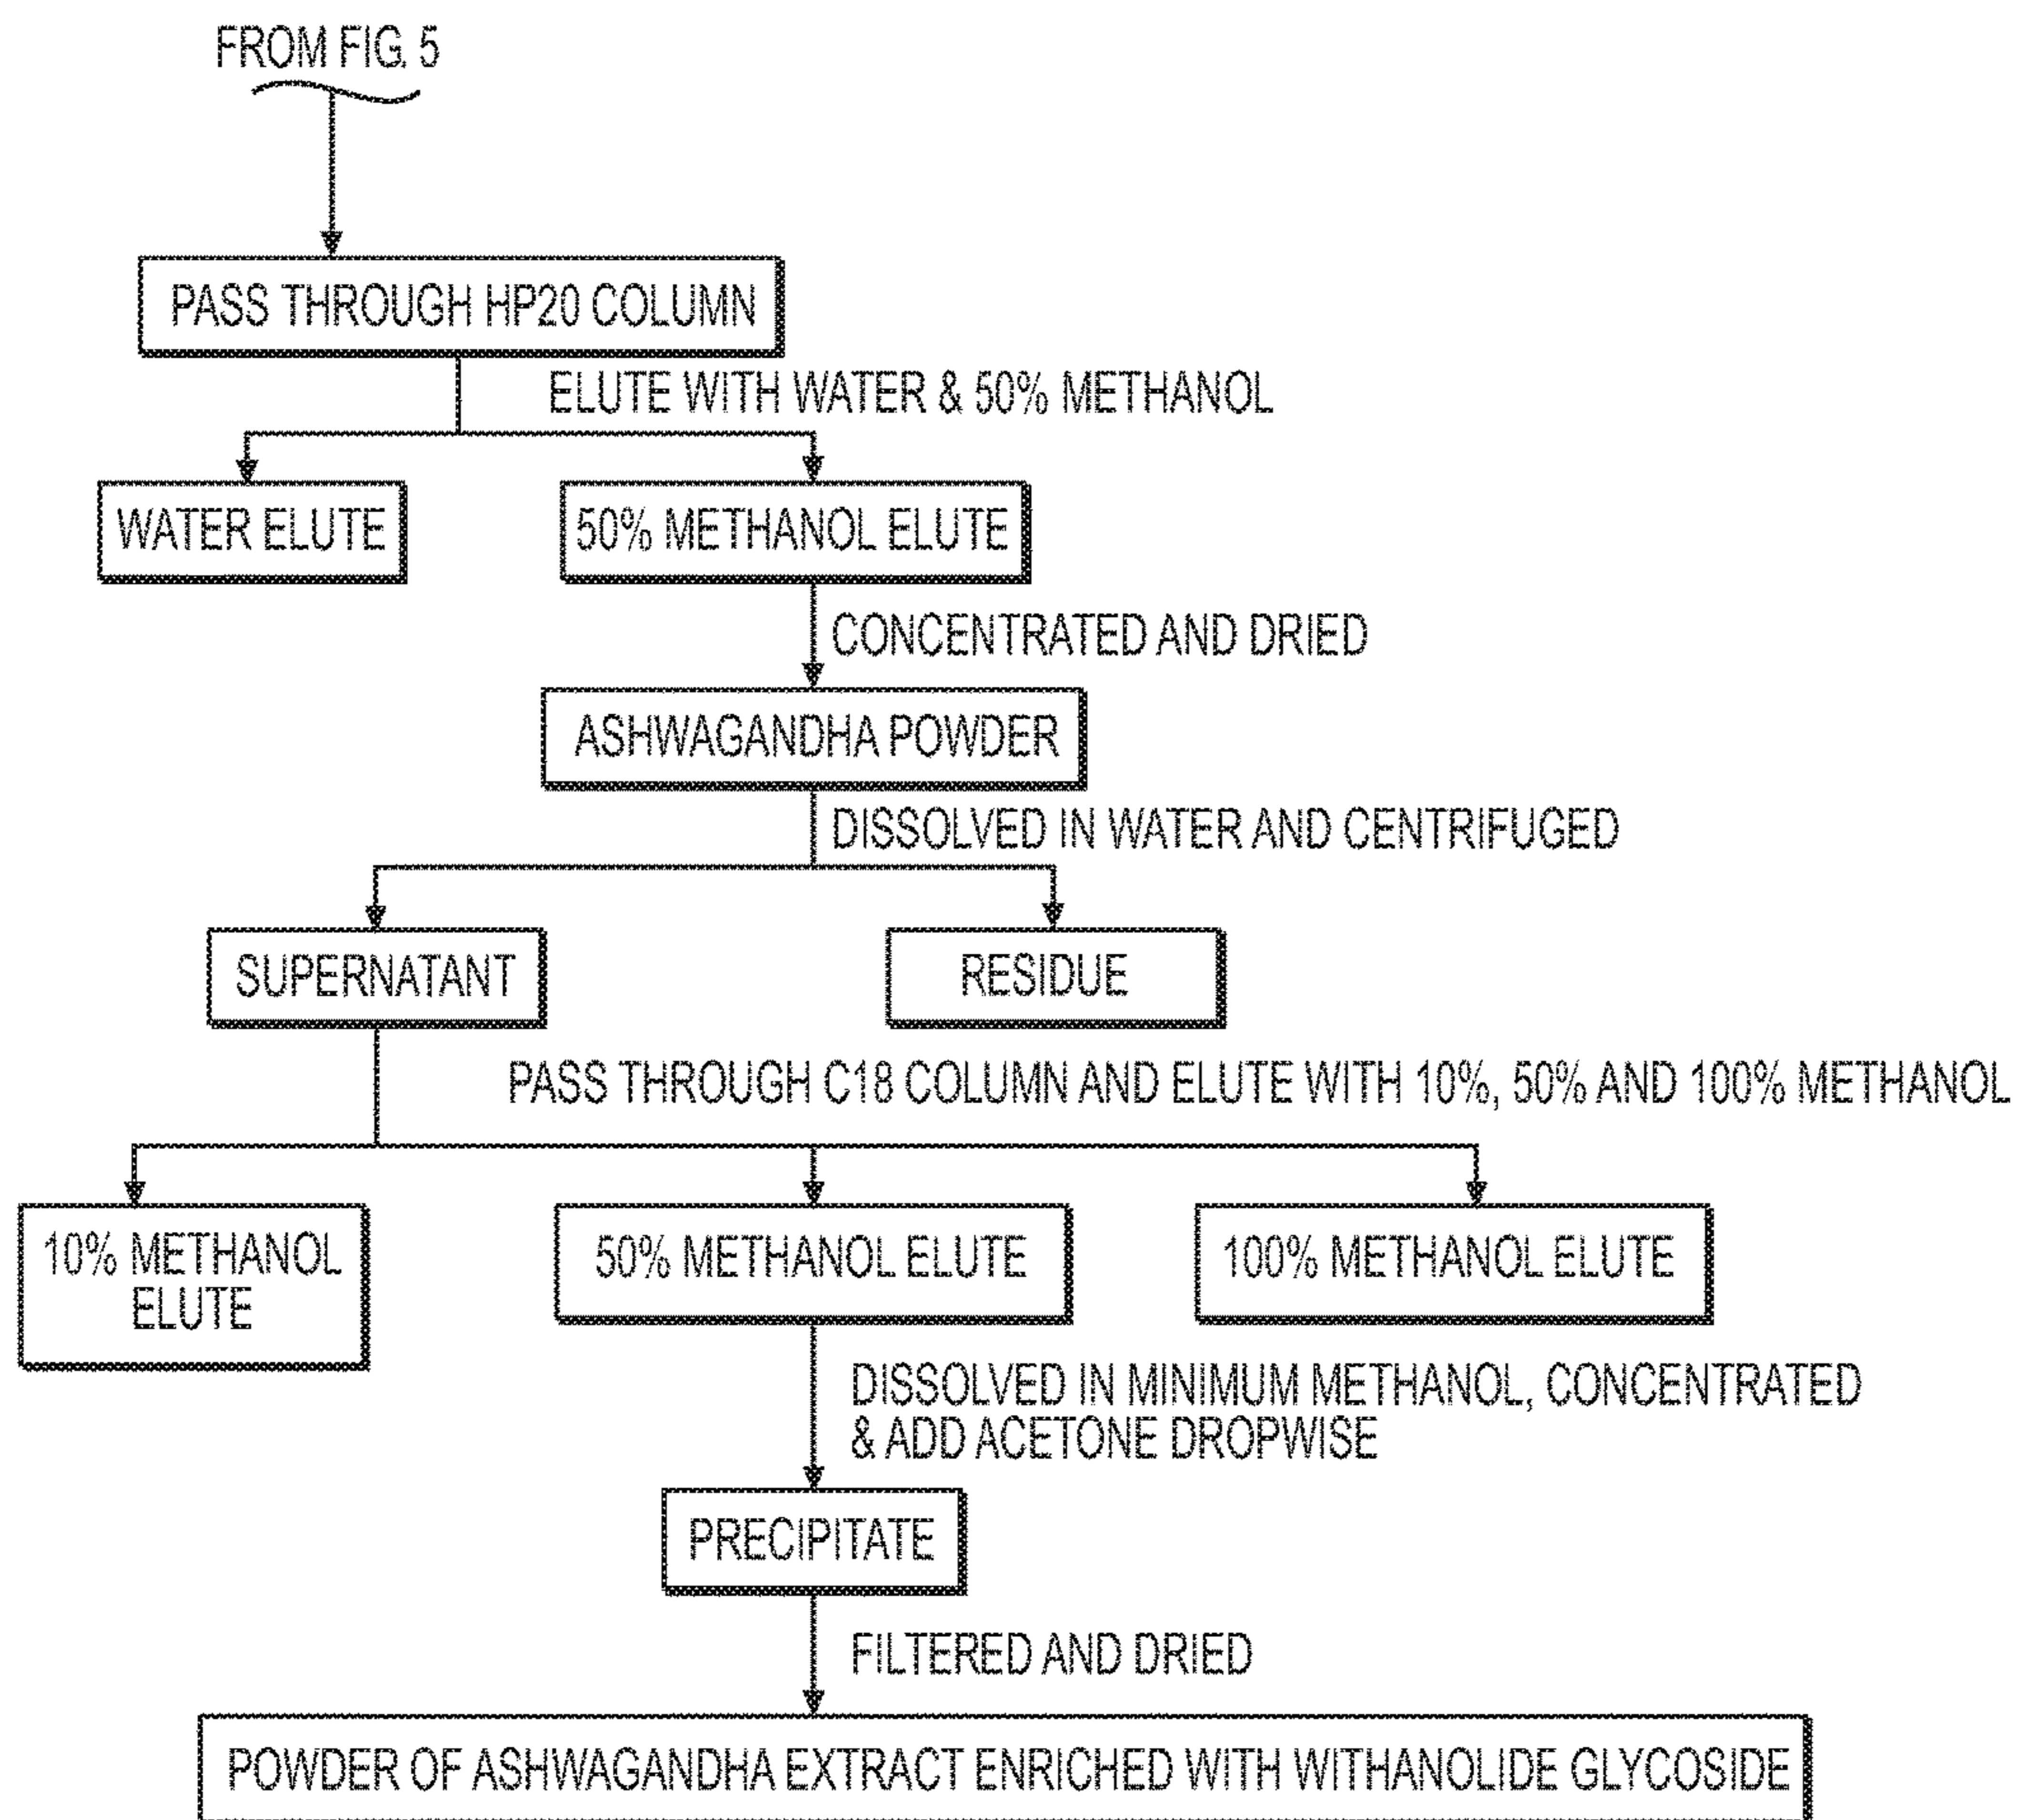 FROM FIG. 5
PASS THROUGH HP20 COLUMN
ELUTE WITH WATER & 50% METHANOL
WATER ELUTE
50% METHANOL ELUTE
CONCENTRATED AND DRIED
ASHWAGANDHA POWDER
DISSOLVED IN WATER AND CENTRIFUGED
SUPERNATANT
RESIDUE
PASS THROUGH C18 COLUMN AND ELUTE WITH 10%, 50% AND 100% METHANOL
10% METHANOL
ELUTE
50% METHANOL ELUTE
100% METHANOL ELUTE
DISSOLVED IN MINIMUM METHANOL, CONCENTRATED
& ADD ACETONE DROPWISE
PRECIPITATE
FILTERED AND DRIED
POWDER OF ASHWAGANDHA EXTRACT ENRICHED WITH WITHANOLIDE GLYCOSIDE